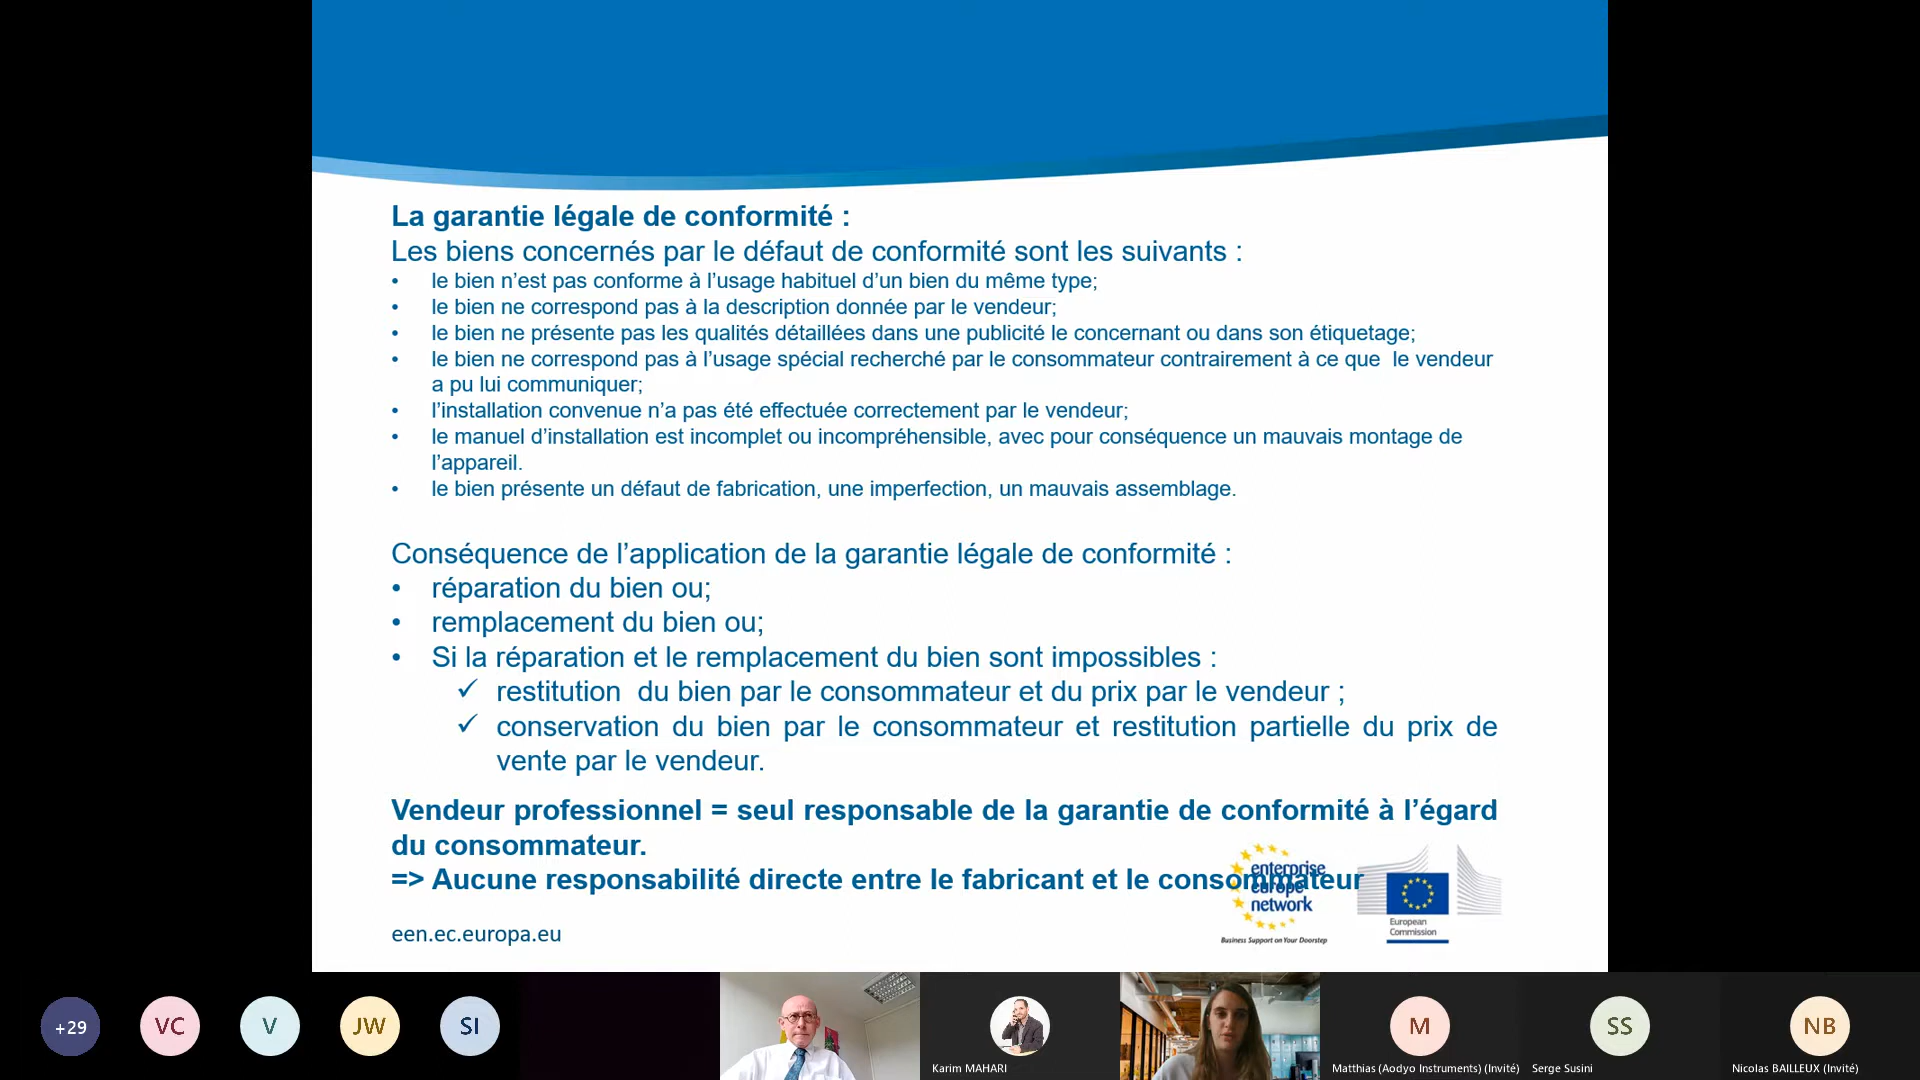 La garantie légale de conformité :
Les biens concernés par le défaut de conformité sont les suivants :
• le bien n’est pas conforme à l’usage habituel d’un bien du même type;
• le bien ne correspond pas à la description donnée par le vendeur;
• le bien ne présente pas les qualités détaillées dans une publicité le concernant ou dans son étiquetage;
• le bien ne correspond pas à l’usage spécial recherché par le consommateur contrairement à ce que  le vendeur
a pu lui communiquer;
• l’installation convenue n’a pas été effectuée correctement par le vendeur;
• le manuel d’installation est incomplet ou incompréhensible, avec pour conséquence un mauvais montage de
l’appareil.
• le bien présente un défaut de fabrication, une imperfection, un mauvais assemblage.
Conséquence de l’application de la garantie légale de conformité :
• réparation du bien ou;
• remplacement du bien ou;
• Si la réparation et le remplacement du bien sont impossibles :
✓ restitution  du bien par le consommateur et du prix par le vendeur ;
✓ conservation du bien par le consommateur et restitution partielle du prix de
vente par le vendeur.
Vendeur professionnel = seul responsable de la garantie de conformité à l’égard
du consommateur.
=> Aucune responsabilité directe entre le fabricant et le consommateur
enterprise
europe
network
Business Support on Your Doorstep
European
Commission
een.ec.europa.eu
+29
VC
V
JW
SI
M
SS
NB
Karim MAHARI
Matthias (Aodyo Instruments) (Invité)
Serge Susini
Nicolas BAILLEUX (Invité)